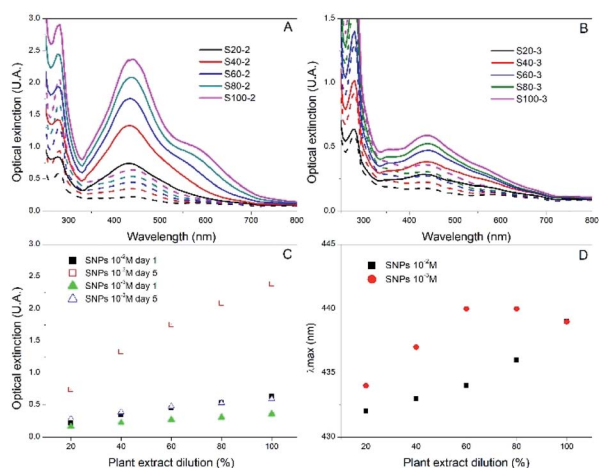 A
3.0
2.5
2.0
1.5
1.0
0.5
0.0
Optical extinction (U.A.)
S20-2
S40-2
S60-2
S80-2
S100-2
300 400 500 600 700 800
Wavelength (nm)
B
1.5
1.0
0.5
0.0
Optical extinction (U.A.)
S20-3
S40-3
S60-3
S80-3
S100-3
300 400 500 600 700 800
Wavelength (nm)
C
3.0
2.5
2.0
1.5
1.0
0.5
0.0
Optical extinction (U.A.)
SNPs 10⁻²M day 1
SNPs 10⁻²M day 5
SNPs 10⁻³M day 1
SNPs 10⁻³M day 5
20 40 60 80 100
Plant extract dilution (%)
D
445
440
435
430
λmax (nm)
SNPs 10⁻²M
SNPs 10⁻³M
20 40 60 80 100
Plant extract dilution (%)